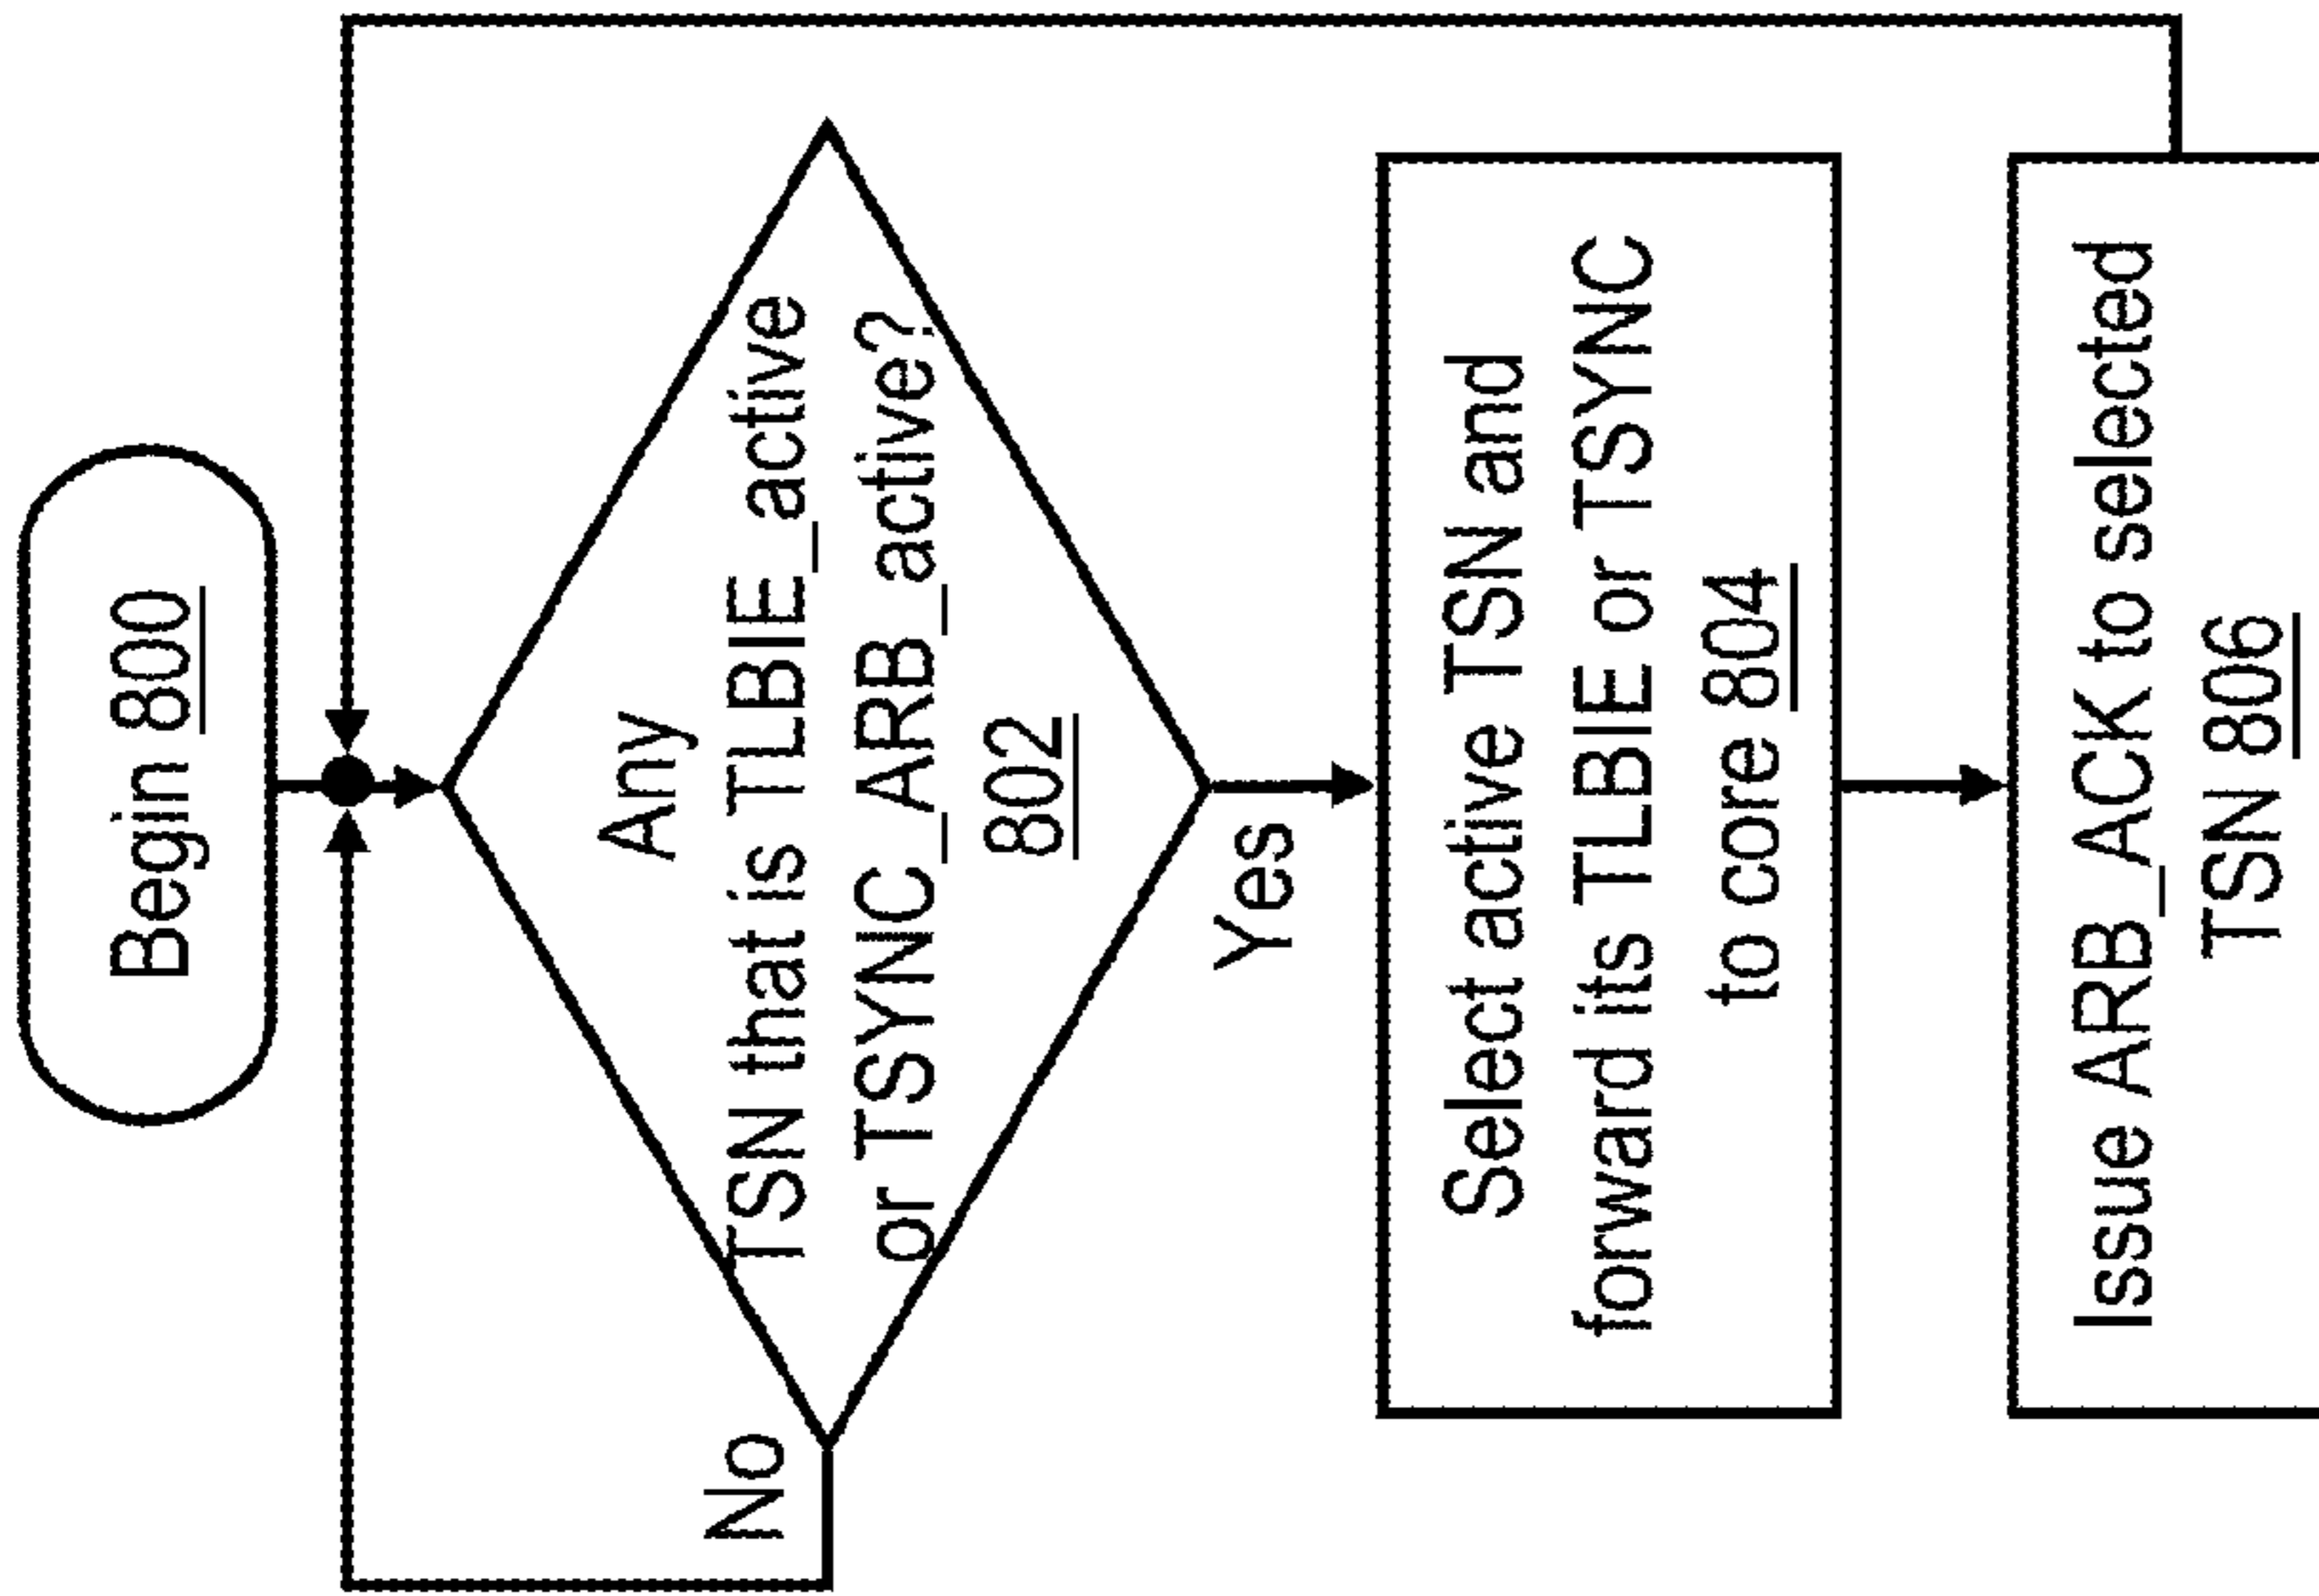 Begin 800
Any
TSN that is TLBIE_active
or TSYNC_ARB_active?
802
No
Yes
Select active TSN and
forward its TLBIE or TSYNC
to core 804
Issue ARB_ACK to selected
TSN 806